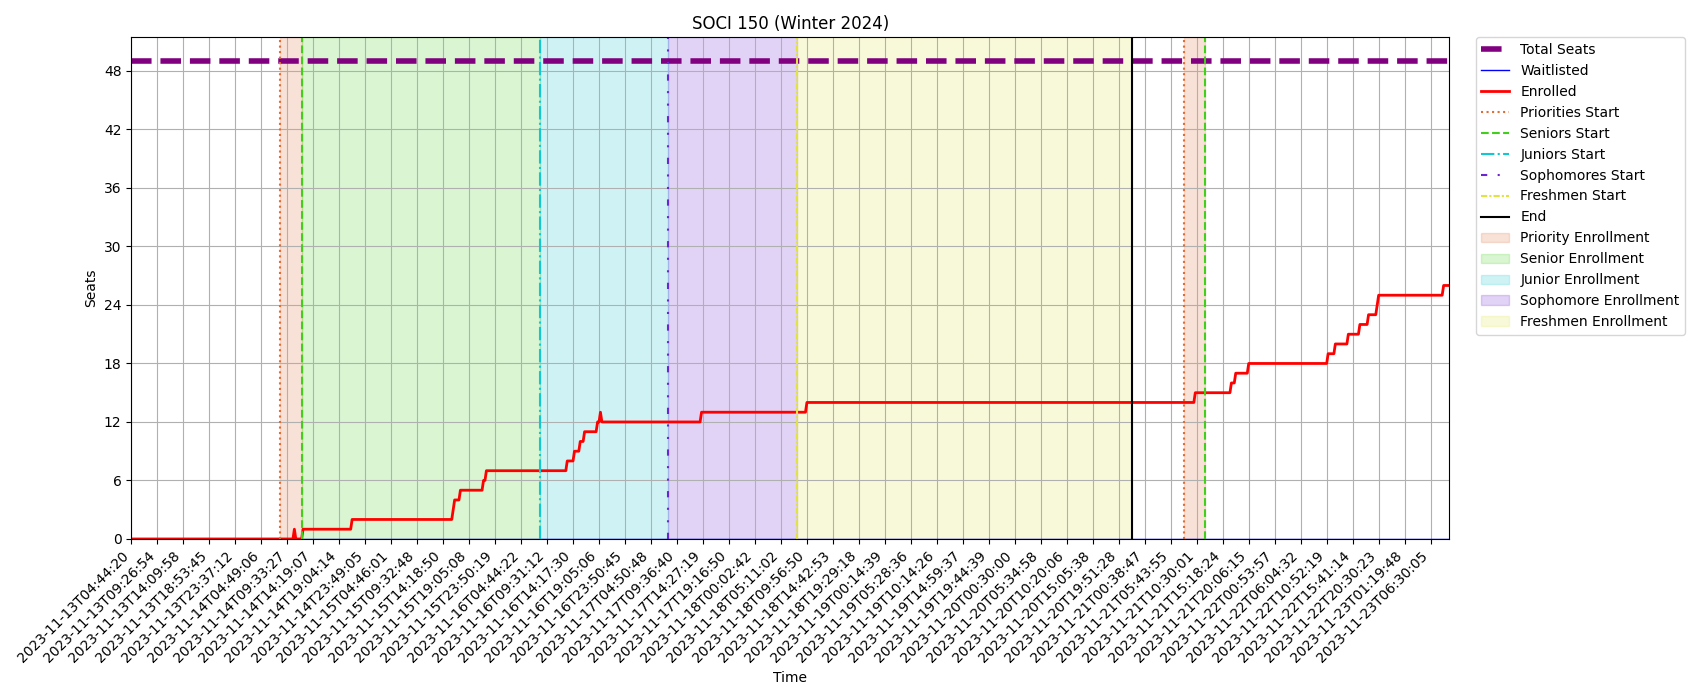 SOCI 150 (Winter 2024)
Seats
48
42
36
30
24
18
12
6
0
2023-11-13T04:44:20
2023-11-13T09:26:54
2023-11-13T14:09:58
2023-11-13T18:53:45
2023-11-13T23:37:12
2023-11-14T04:49:06
2023-11-14T09:33:27
2023-11-14T14:19:07
2023-11-14T19:04:14
2023-11-14T23:49:05
2023-11-15T04:46:01
2023-11-15T09:32:48
2023-11-15T14:18:50
2023-11-15T19:05:08
2023-11-15T23:50:19
2023-11-16T04:44:22
2023-11-16T09:31:12
2023-11-16T14:17:30
2023-11-16T19:05:06
2023-11-16T23:50:45
2023-11-17T04:50:48
2023-11-17T09:36:40
2023-11-17T14:27:19
2023-11-17T19:16:50
2023-11-18T00:02:42
2023-11-18T05:11:02
2023-11-18T09:56:50
2023-11-18T14:42:53
2023-11-18T19:29:18
2023-11-19T00:14:39
2023-11-19T05:28:36
2023-11-19T10:14:26
2023-11-19T14:59:37
2023-11-19T19:44:39
2023-11-20T00:30:00
2023-11-20T05:34:58
2023-11-20T10:20:06
2023-11-20T15:05:38
2023-11-20T19:51:28
2023-11-21T00:38:47
2023-11-21T05:43:55
2023-11-21T10:30:01
2023-11-21T15:18:24
2023-11-21T20:06:15
2023-11-22T00:53:57
2023-11-22T06:04:32
2023-11-22T10:52:19
2023-11-22T15:41:14
2023-11-22T20:30:23
2023-11-23T01:19:48
2023-11-23T06:30:05
Time
Total Seats
Waitlisted
Enrolled
Priorities Start
Seniors Start
Juniors Start
Sophomores Start
Freshmen Start
End
Priority Enrollment
Senior Enrollment
Junior Enrollment
Sophomore Enrollment
Freshmen Enrollment